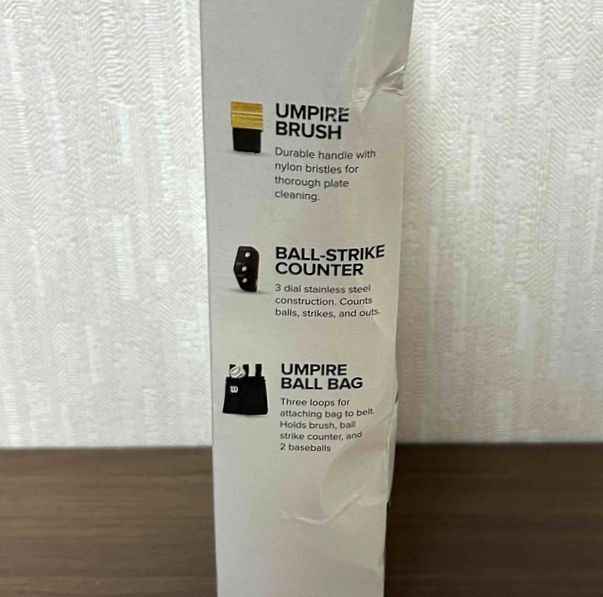 UMPIRE
BRUSH
Durable handle with
nylon bristles for
thorough plate
cleaning.
BALL-STRIKE
COUNTER
3 dial stainless steel
construction. Counts
balls, strikes, and outs.
UMPIRE
BALL BAG
Three loops for
attaching bag to belt.
Holds brush, ball
strike counter, and
2 baseballs